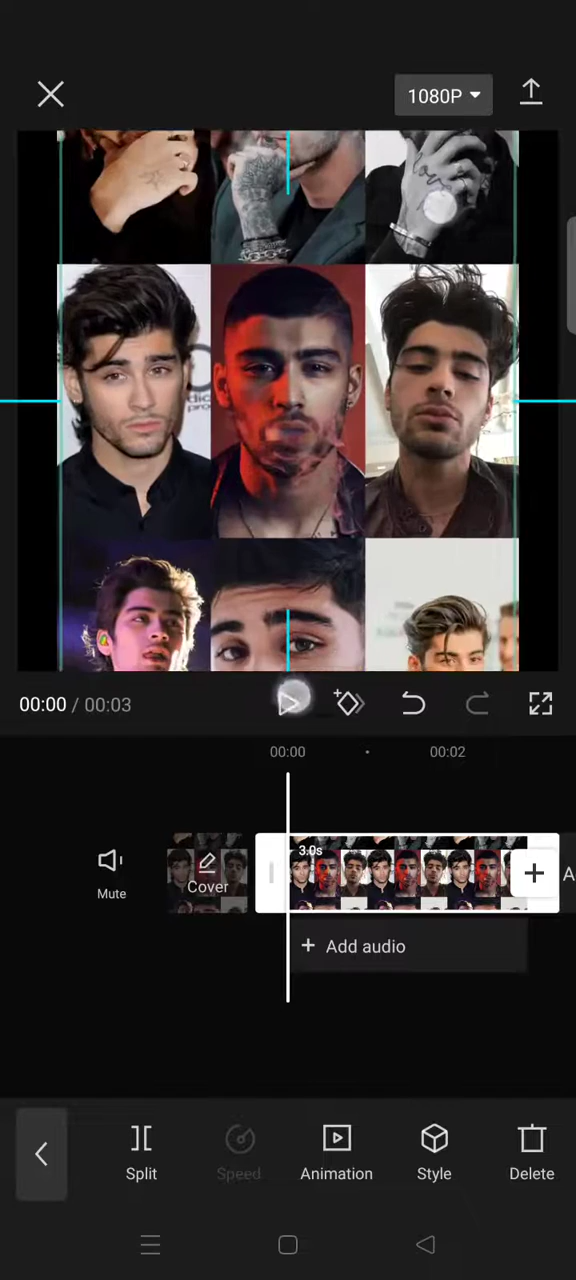 1080P
00:00 / 00:03
00:00
00:02
3.0s
Cover
Mute
+ Add audio
A
Split
Speed
Animation
Style
Delete